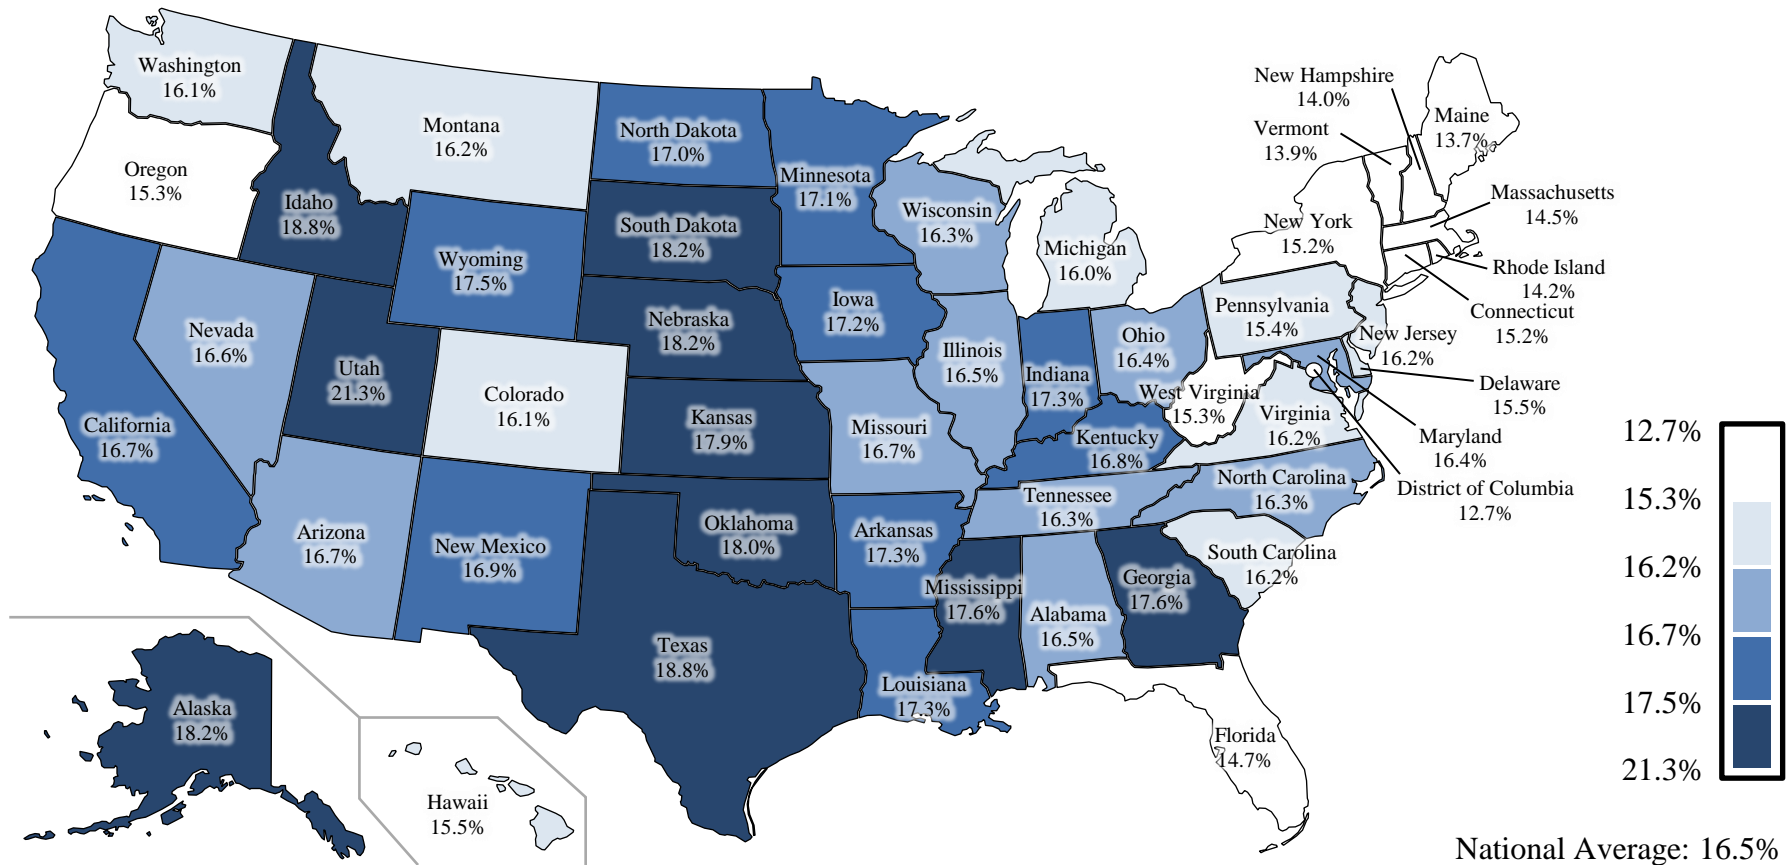 Washington
16.1%
Oregon
15.3%
Idaho
18.8%
Montana
16.2%
North Dakota
17.0%
Minnesota
17.1%
South Dakota
18.2%
Wyoming
17.5%
Wisconsin
16.3%
Michigan
16.0%
New Hampshire
14.0%
Vermont
13.9%
Maine
13.7%
Massachusetts
14.5%
New York
15.2%
Rhode Island
14.2%
Connecticut
15.2%
Pennsylvania
15.4%
New Jersey
16.2%
Delaware
15.5%
Maryland
16.4%
District of Columbia
12.7%
California
16.7%
Nevada
16.6%
Utah
21.3%
Colorado
16.1%
Nebraska
18.2%
Kansas
17.9%
Iowa
17.2%
Missouri
16.7%
Illinois
16.5%
Indiana
17.3%
Ohio
16.4%
West Virginia
15.3%
Virginia
16.2%
Kentucky
16.8%
Tennessee
16.3%
North Carolina
16.3%
South Carolina
16.2%
Arizona
16.7%
New Mexico
16.9%
Oklahoma
18.0%
Arkansas
17.3%
Texas
18.8%
Louisiana
17.3%
Mississippi
17.6%
Alabama
16.5%
Georgia
17.6%
Florida
14.7%
Alaska
18.2%
Hawaii
15.5%
12.7%
15.3%
16.2%
16.7%
17.5%
21.3%
National Average: 16.5%